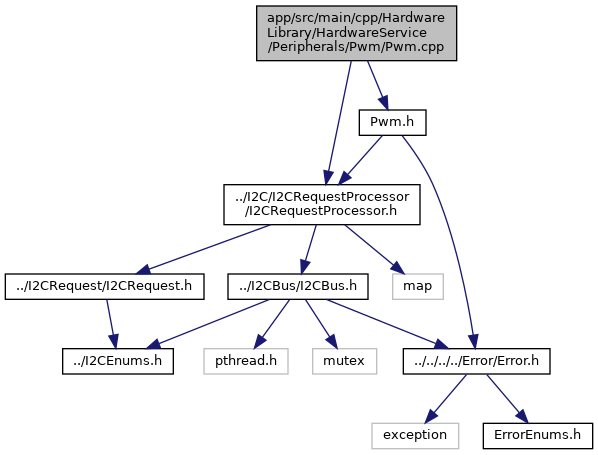 app/src/main/cpp/Hardware
Library/HardwareService
/Peripherals/Pwm/Pwm.cpp
Pwm.h
../I2C/I2CRequestProcessor
/I2CRequestProcessor.h
../I2CRequest/I2CRequest.h
../I2CBus/I2CBus.h
map
../I2CEnums.h
pthread.h
mutex
../../../../Error/Error.h
exception
ErrorEnums.h